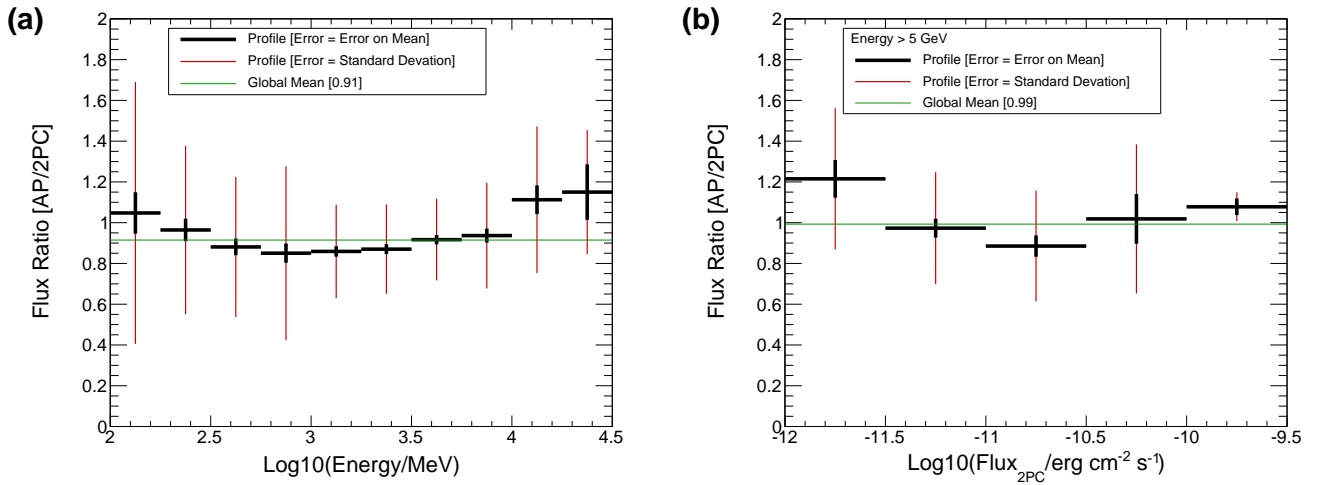 (a)
Profile [Error = Error on Mean]
Profile [Error = Standard Devation]
Global Mean [0.91]
Flux Ratio [AP/2PC]
2
1.8
1.6
1.4
1.2
1
0.8
0.6
0.4
0.2
0
2 2.5 3 3.5 4 4.5
Log10(Energy/MeV)
(b)
Energy > 5 GeV
Profile [Error = Error on Mean]
Profile [Error = Standard Devation]
Global Mean [0.99]
Flux Ratio [AP/2PC]
2
1.8
1.6
1.4
1.2
1
0.8
0.6
0.4
0.2
0
-12 -11.5 -11 -10.5 -10 -9.5
Log10(Flux_2PC/erg cm⁻² s⁻¹)